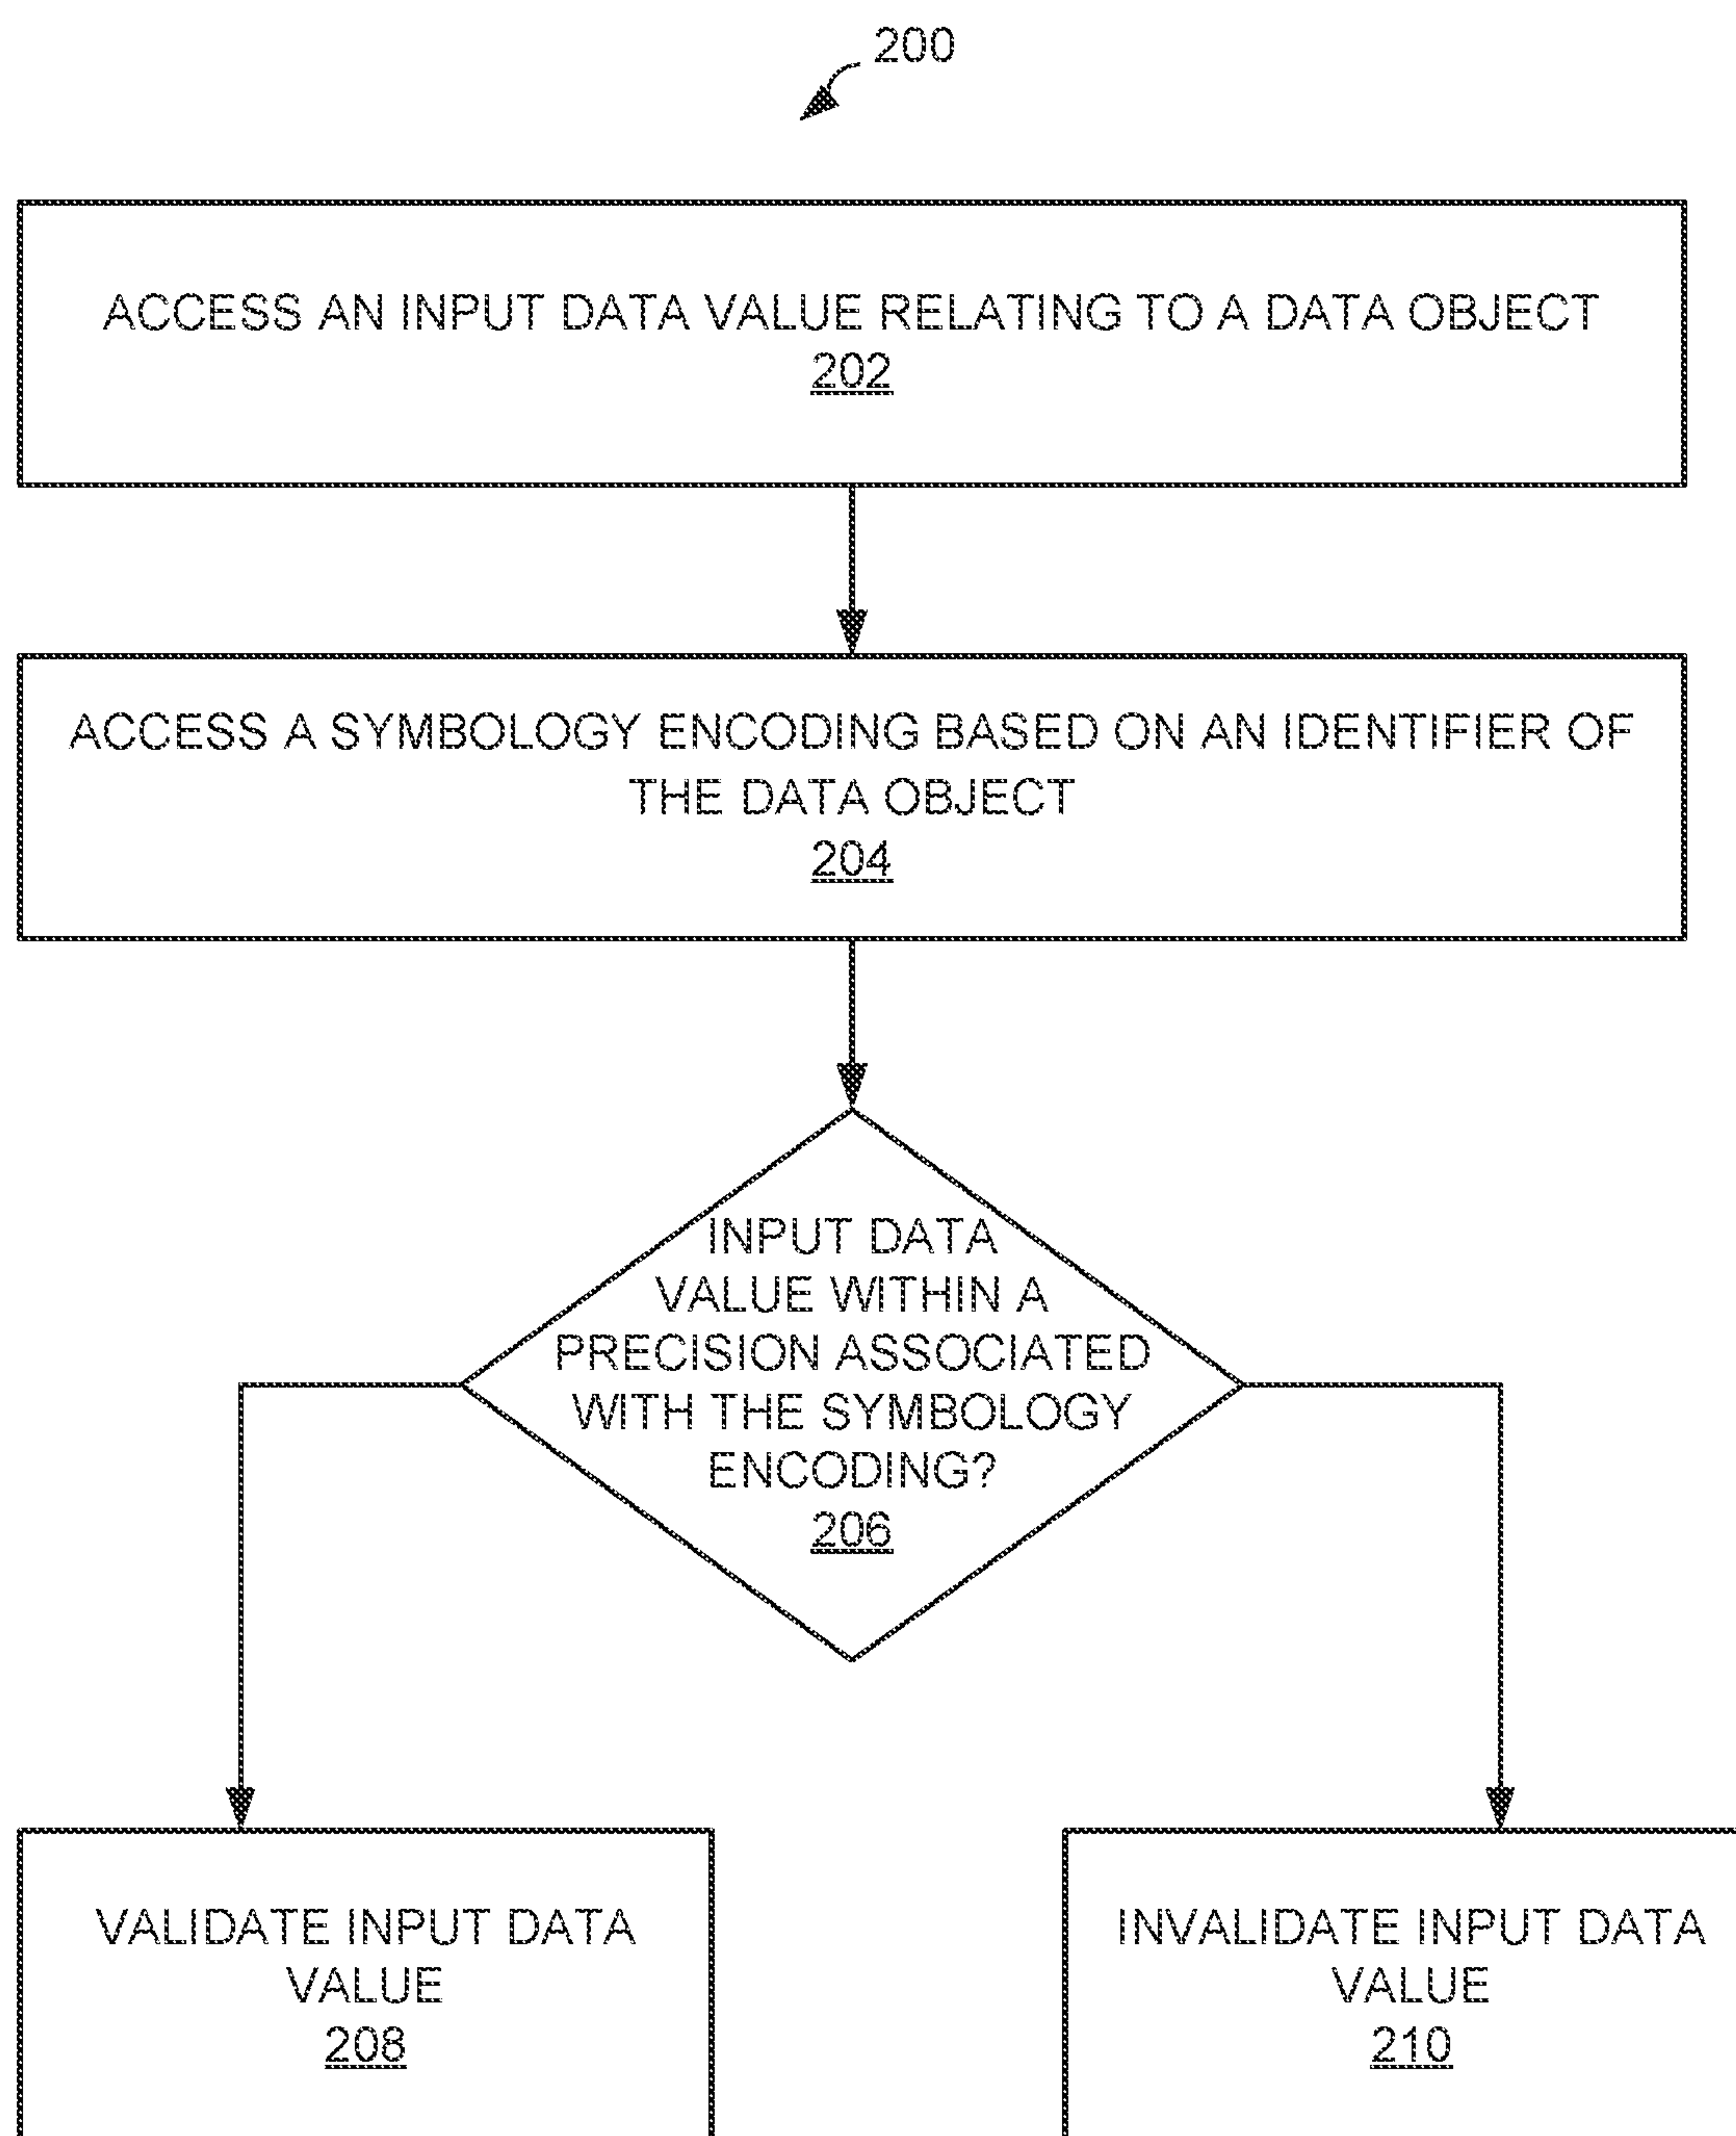 200
ACCESS AN INPUT DATA VALUE RELATING TO A DATA OBJECT
202
ACCESS A SYMBOLOGY ENCODING BASED ON AN IDENTIFIER OF
THE DATA OBJECT
204
INPUT DATA
VALUE WITHIN A
PRECISION ASSOCIATED
WITH THE SYMBOLOGY
ENCODING?
206
VALIDATE INPUT DATA
VALUE
208
INVALIDATE INPUT DATA
VALUE
210